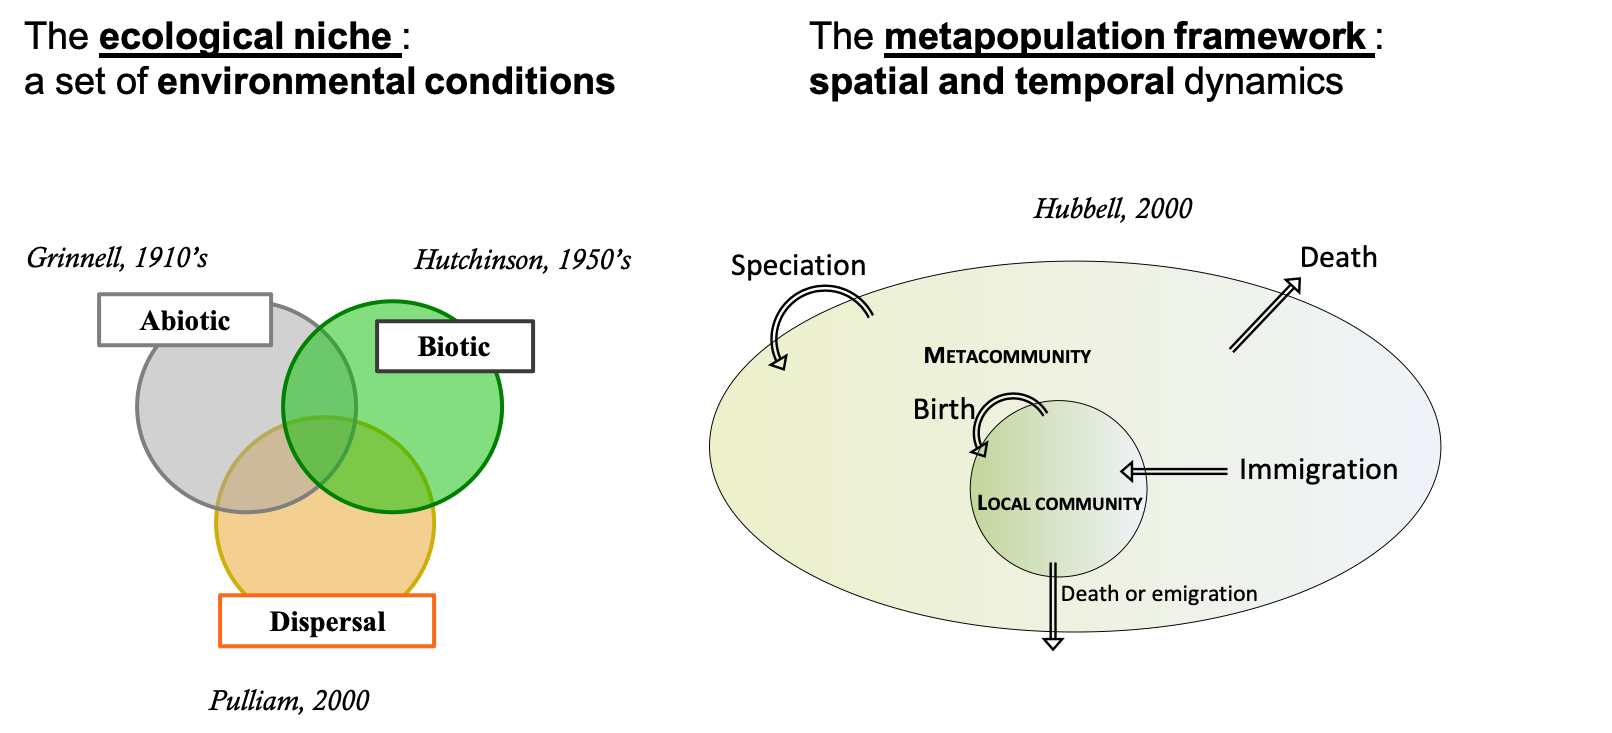 The ecological niche :
a set of environmental conditions
Grinnell, 1910’s
Hutchinson, 1950’s
Abiotic
Biotic
Dispersal
Pulliam, 2000
The metapopulation framework :
spatial and temporal dynamics
Hubbell, 2000
Speciation
Death
METACOMMUNITY
Birth
Immigration
LOCAL COMMUNITY
Death or emigration